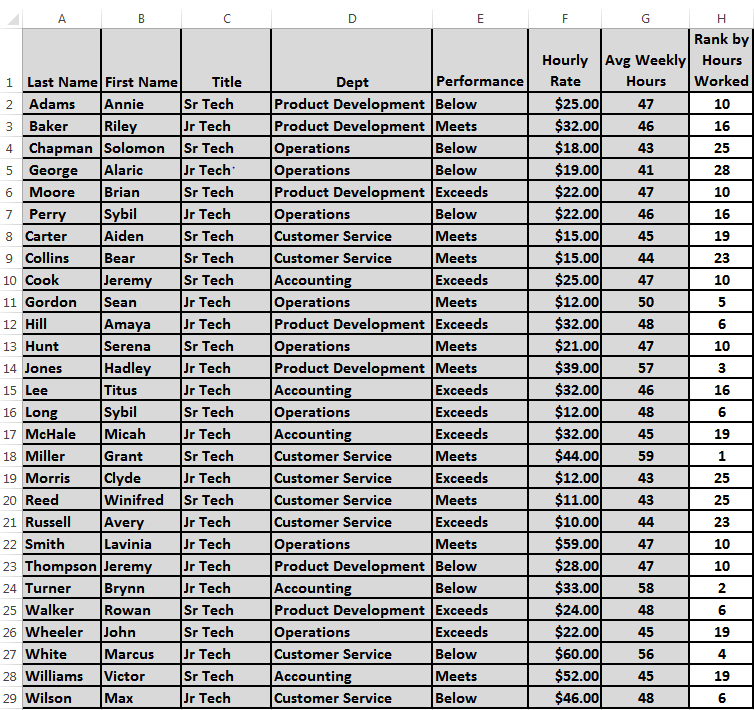 A B C D E F G H
1 Last Name First Name Title Dept Performance Hourly Rate Avg Weekly Hours Rank by Hours Worked
2 Adams Annie Sr Tech Product Development Below $25.00 47 10
3 Baker Riley Jr Tech Product Development Meets $32.00 46 16
4 Chapman Solomon Sr Tech Operations Below $18.00 43 25
5 George Alaric Jr Tech Operations Below $19.00 41 28
6 Moore Brian Sr Tech Product Development Exceeds $22.00 47 10
7 Perry Sybil Jr Tech Operations Below $22.00 46 16
8 Carter Aiden Sr Tech Customer Service Meets $15.00 45 19
9 Collins Bear Sr Tech Customer Service Meets $15.00 44 23
10 Cook Jeremy Sr Tech Accounting Exceeds $25.00 47 10
11 Gordon Sean Jr Tech Operations Meets $12.00 50 5
12 Hill Amaya Jr Tech Product Development Exceeds $32.00 48 6
13 Hunt Serena Sr Tech Operations Meets $21.00 47 10
14 Jones Hadley Jr Tech Product Development Meets $39.00 57 3
15 Lee Titus Jr Tech Accounting Exceeds $32.00 46 16
16 Long Sybil Sr Tech Operations Exceeds $12.00 48 6
17 McHale Micah Jr Tech Accounting Exceeds $32.00 45 19
18 Miller Grant Sr Tech Customer Service Meets $44.00 59 1
19 Morris Clyde Jr Tech Customer Service Exceeds $12.00 43 25
20 Reed Winifred Sr Tech Customer Service Meets $11.00 43 25
21 Russell Avery Jr Tech Customer Service Exceeds $10.00 44 23
22 Smith Lavinia Jr Tech Operations Meets $59.00 47 10
23 Thompson Jeremy Jr Tech Product Development Below $28.00 47 10
24 Turner Brynn Jr Tech Accounting Below $33.00 58 2
25 Walker Rowan Sr Tech Product Development Exceeds $24.00 48 6
26 Wheeler John Sr Tech Operations Exceeds $22.00 45 19
27 White Marcus Jr Tech Customer Service Below $60.00 56 4
28 Williams Victor Sr Tech Accounting Meets $52.00 45 19
29 Wilson Max Jr Tech Customer Service Below $46.00 48 6